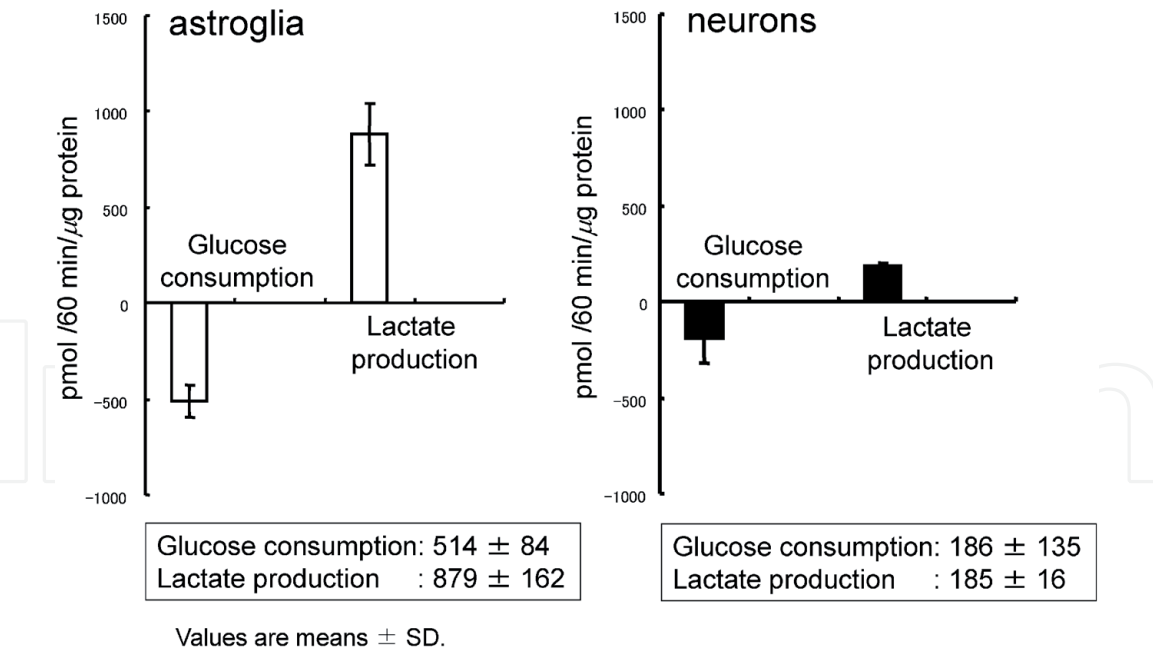 astroglia
1500
1000
500
0
−500
−1000
pmol /60 min/μg protein
Glucose
consumption
Lactate
production
Glucose consumption: 514 ± 84
Lactate production : 879 ± 162
neurons
1500
1000
500
0
−500
−1000
pmol /60 min/μg protein
Glucose
consumption
Lactate
production
Glucose consumption: 186 ± 135
Lactate production : 185 ± 16
Values are means ± SD.